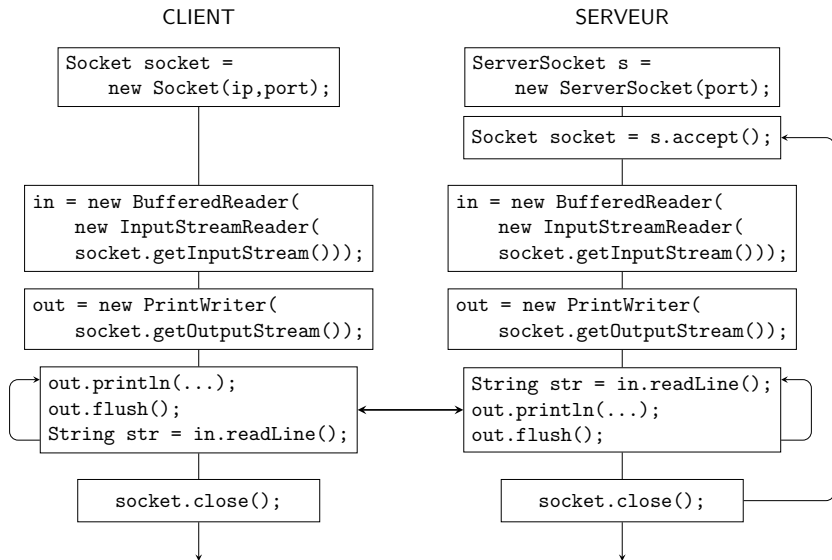 CLIENT
Socket socket =
new Socket(ip,port);
in = new BufferedReader(
new InputStreamReader(
socket.getInputStream()));
out = new PrintWriter(
socket.getOutputStream());
out.println(...);
out.flush();
String str = in.readLine();
socket.close();
SERVEUR
ServerSocket s =
new ServerSocket(port);
Socket socket = s.accept();
in = new BufferedReader(
new InputStreamReader(
socket.getInputStream()));
out = new PrintWriter(
socket.getOutputStream());
String str = in.readLine();
out.println(...);
out.flush();
socket.close();